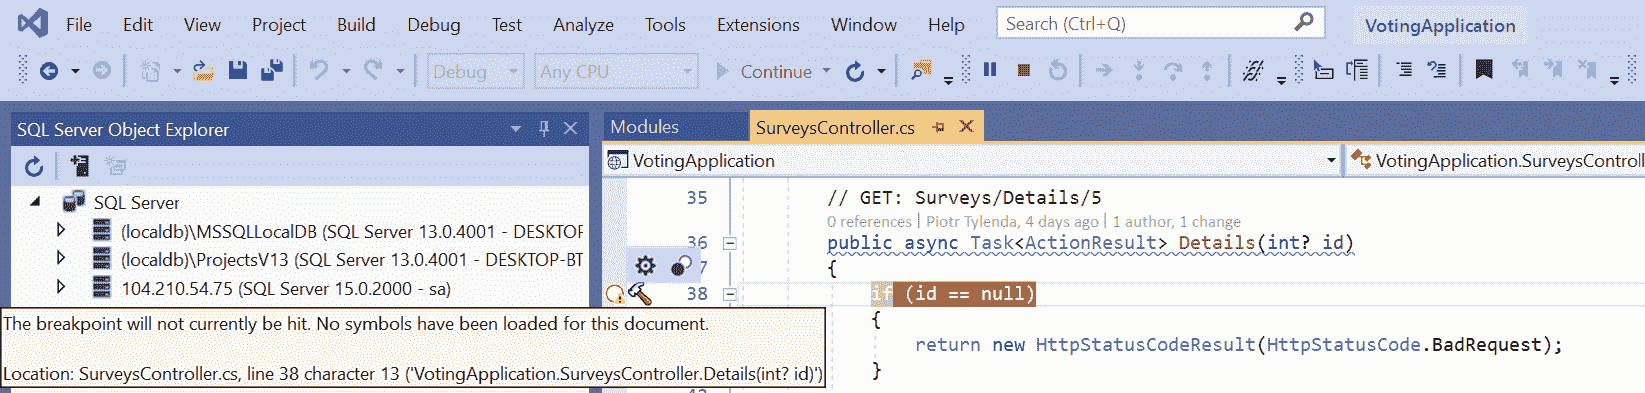 File Edit View Project Build Debug Test Analyze Tools Extensions Window Help Search (Ctrl+Q) VotingApplication
Debug Any CPU Continue
SQL Server Object Explorer
SQL Server
(localdb)\MSSQLLocalDB (SQL Server 13.0.4001 - DESKTOP
(localdb)\ProjectsV13 (SQL Server 13.0.4001 - DESKTOP-BT
104.210.54.75 (SQL Server 15.0.2000 - sa)
Modules SurveysController.cs
VotingApplication VotingApplication.SurveysControl
35 // GET: Surveys/Details/5
0 references | Piotr Tylenda, 4 days ago | 1 author, 1 change
36 public async Task<ActionResult> Details(int? id)
7 {
38 if (id == null)
{
return new HttpStatusCodeResult(HttpStatusCode.BadRequest);
}
The breakpoint will not currently be hit. No symbols have been loaded for this document.
Location: SurveysController.cs, line 38 character 13 ('VotingApplication.SurveysController.Details(int? id)')